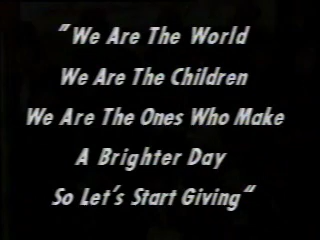 "We Are The World
We Are The Children
We Are The Ones Who Make
A Brighter Day
So Let's Start Giving"